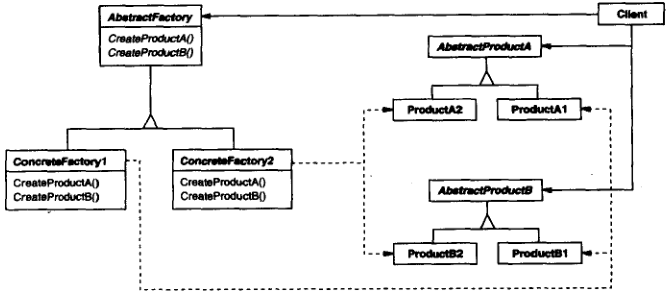 AbstractFactory
CreateProductA()
CreateProductB()
Client
AbstractProductA
ProductA2
ProductA1
ConcreteFactory1
CreateProductA()
CreateProductB()
ConcreteFactory2
CreateProductA()
CreateProductB()
AbstractProductB
ProductB2
ProductB1